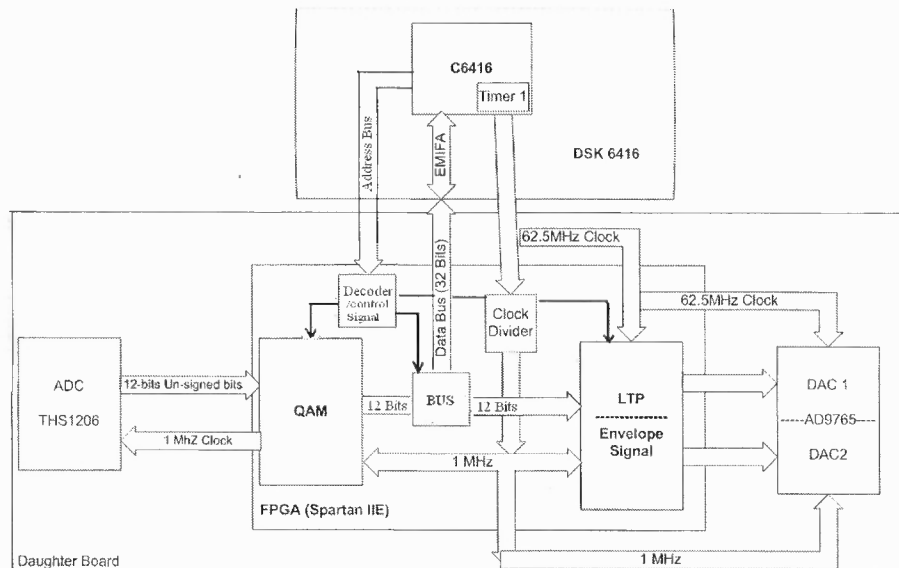 C6416
Timer 1
DSK 6416
Address Bus
EMIFA
62.5MHz Clock
62.5MHz Clock
Data Bus (32 Bits)
Decoder
/control
Signal
Clock
Divider
ADC
THS1206
12-bits Un-signed bits
1 MhZ Clock
QAM
12 Bits
BUS
12 Bits
LTP
Envelope
Signal
DAC 1
AD9765
DAC2
1 MHz
FPGA (Spartan IIE)
1 MHz
Daughter Board